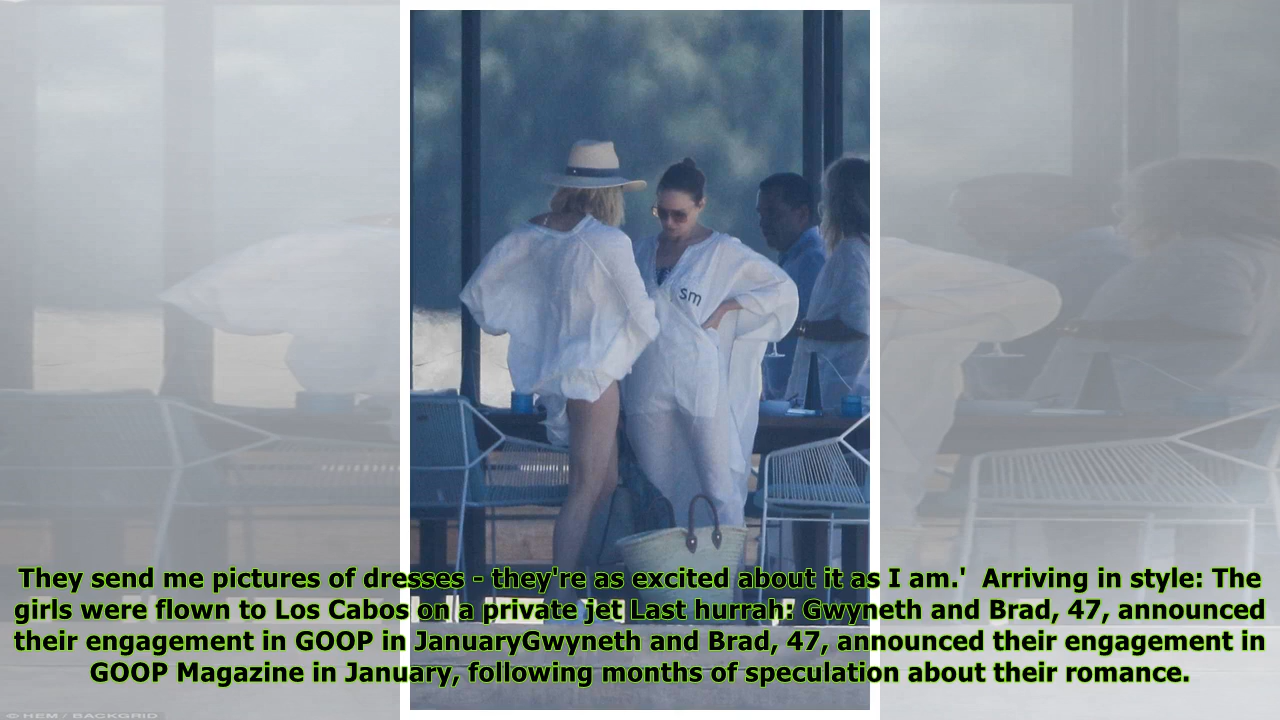 sm
They send me pictures of dresses - they're as excited about it as I am.'  Arriving in style: The
girls were flown to Los Cabos on a private jet Last hurrah: Gwyneth and Brad, 47, announced
their engagement in GOOP in JanuaryGwyneth and Brad, 47, announced their engagement in
GOOP Magazine in January, following months of speculation about their romance.
© HEM / BACKGRID